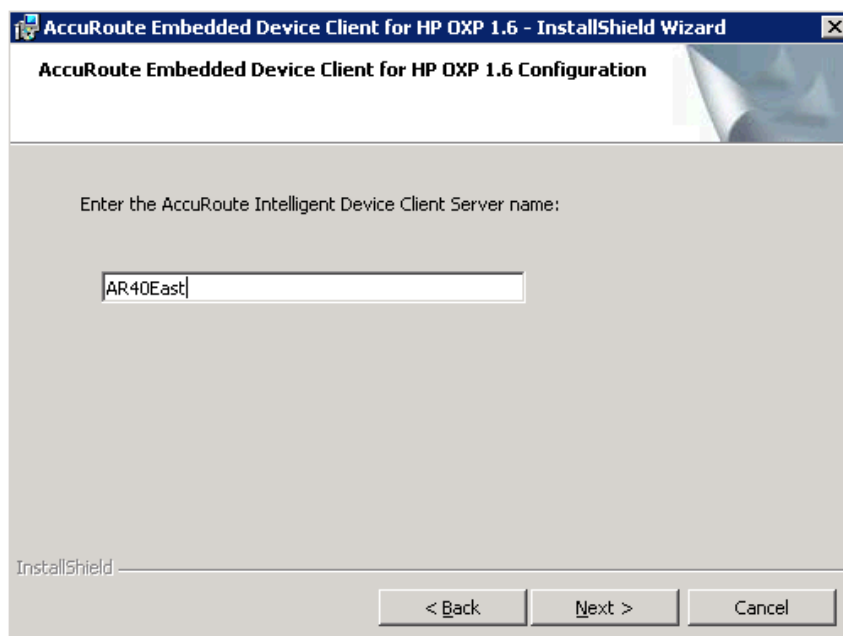 AccuRoute Embedded Device Client for HP OXP 1.6 - InstallShield Wizard
AccuRoute Embedded Device Client for HP OXP 1.6 Configuration
Enter the AccuRoute Intelligent Device Client Server name:
AR40East
InstallShield
< Back
Next >
Cancel